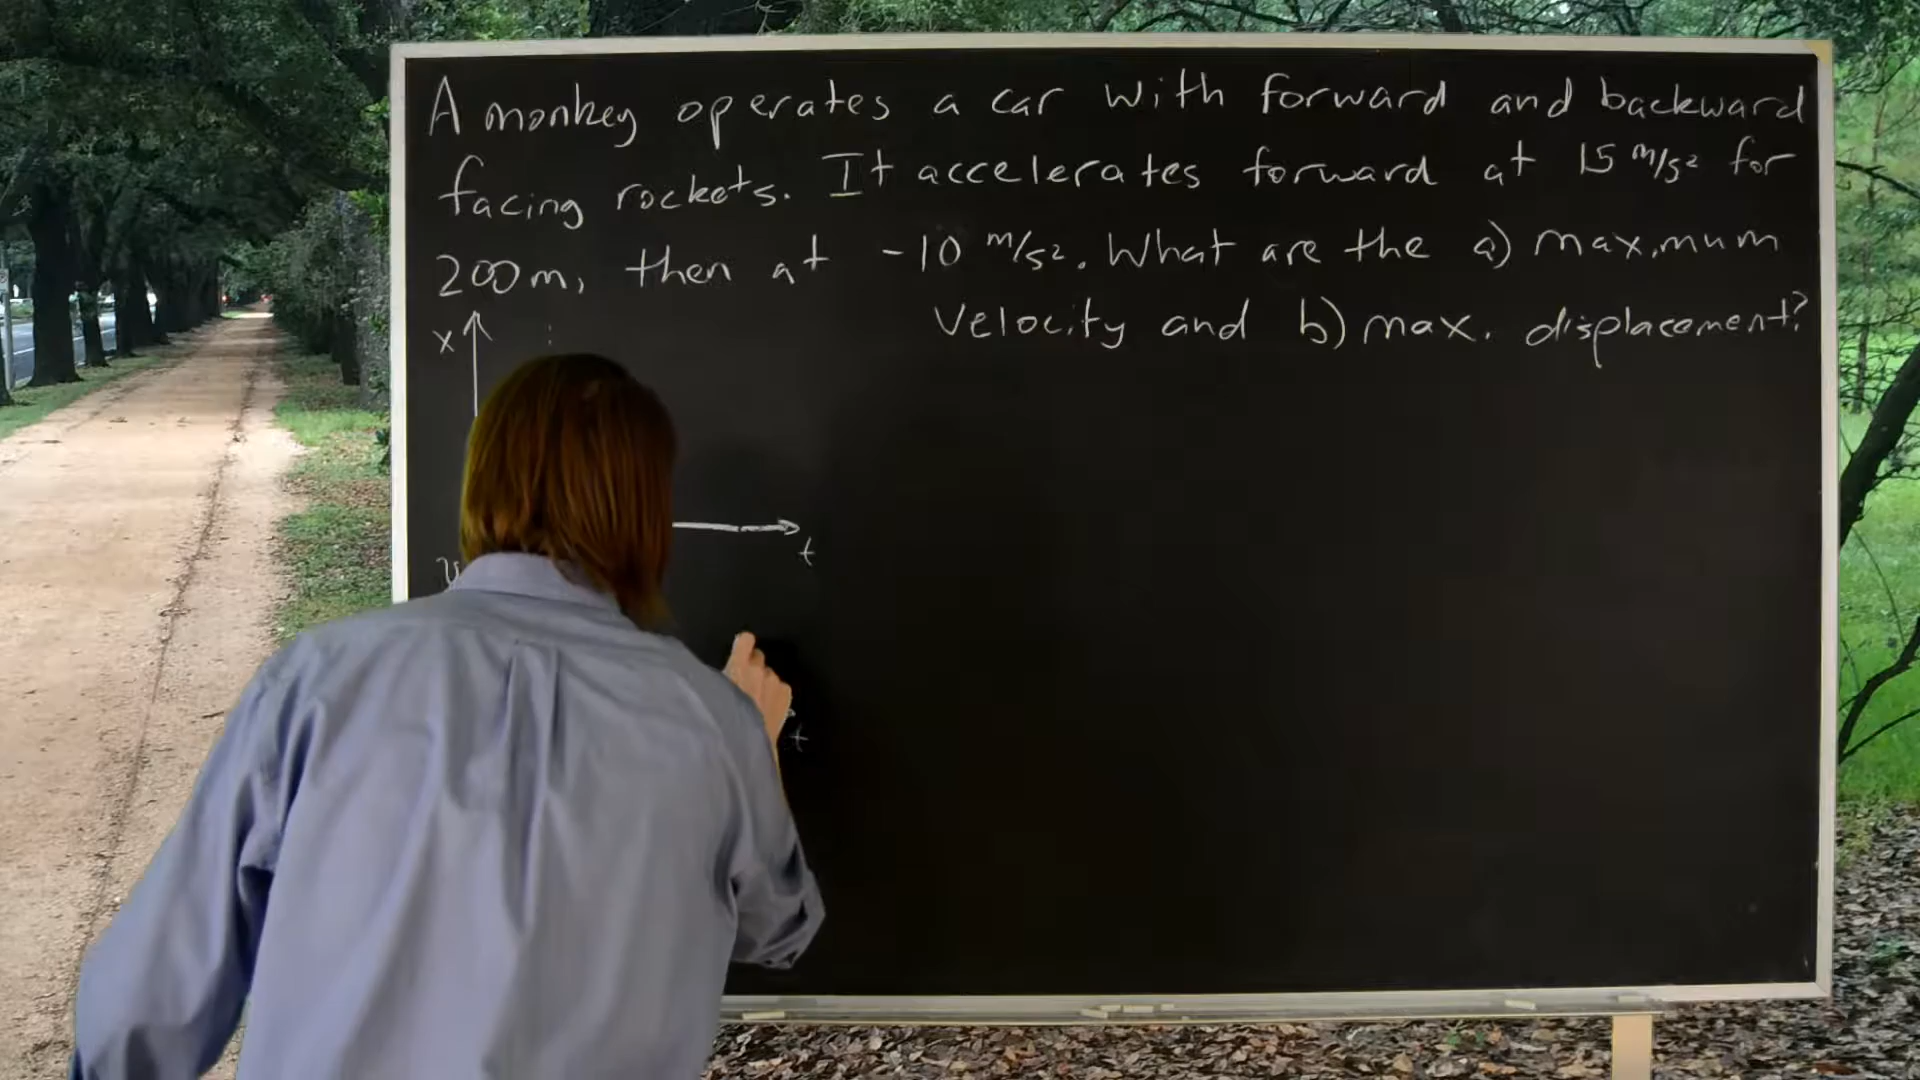 A monkey operates a car with forward and backward
facing rockets. It accelerates forward at 15 m/s² for
200m, then at -10 m/s². What are the a) maximum
velocity and b) max. displacement?
x
t
v
t